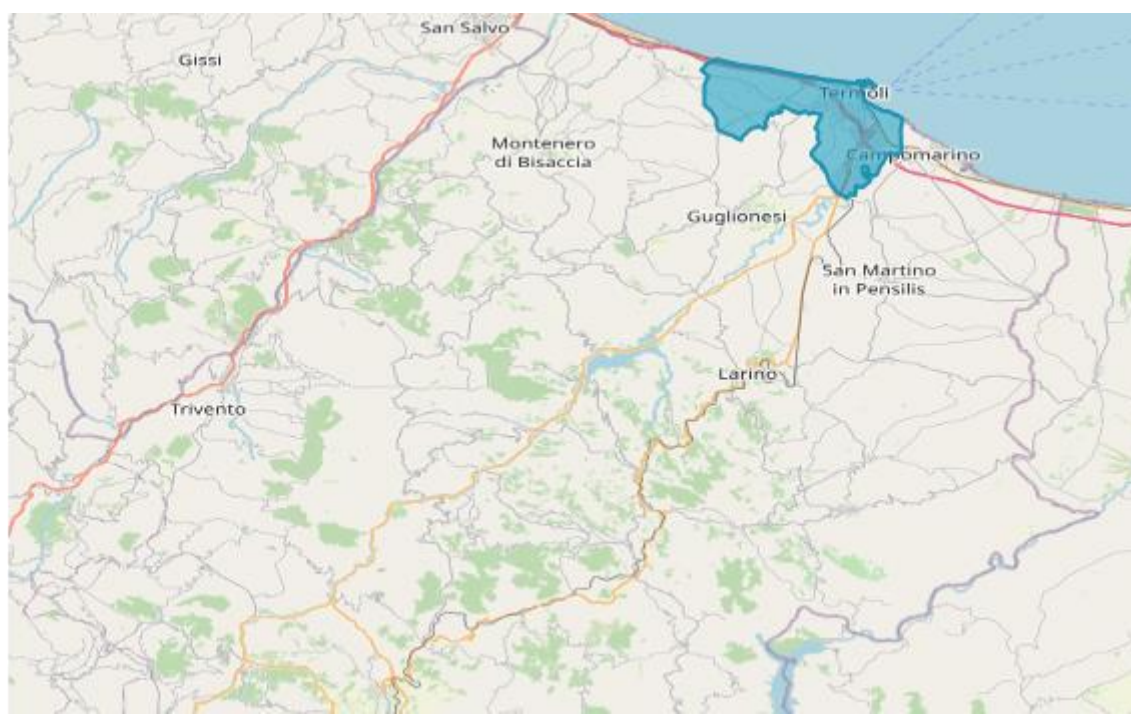 San Salvo
Gissi
Termoli
Montenero
di Bisaccia
Campomarino
Guglionesi
San Martino
in Pensilis
Larino
Trivento